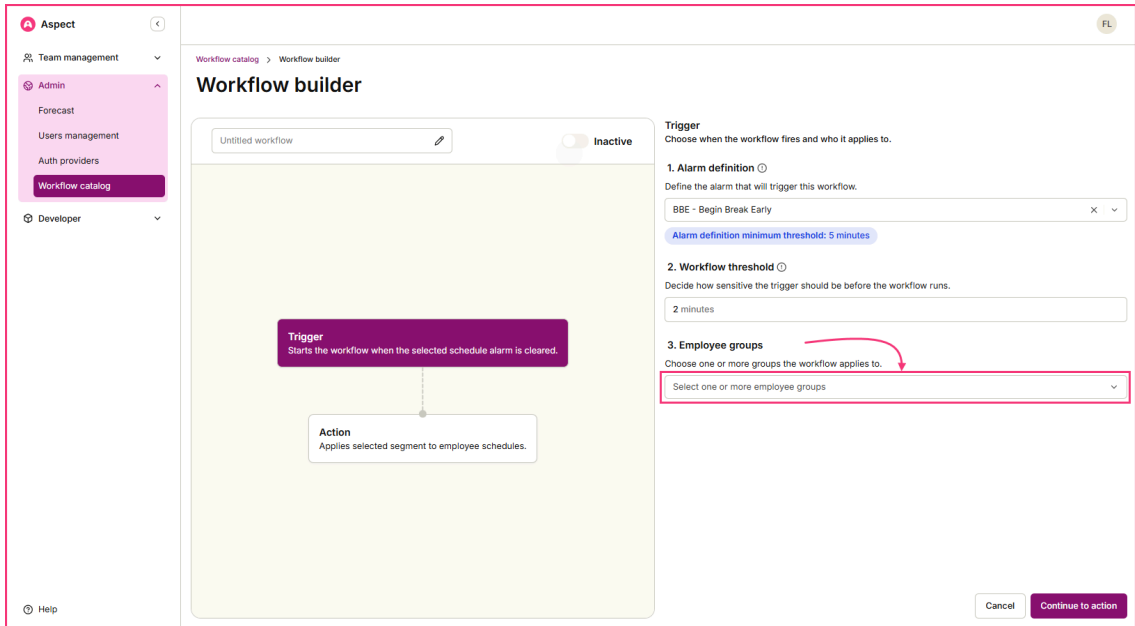 Aspect
FL
Team management
Admin
Forecast
Users management
Auth providers
Workflow catalog
Developer
Help
Workflow catalog > Workflow builder
Workflow builder
Untitled workflow
Inactive
Trigger
Starts the workflow when the selected schedule alarm is cleared.
Action
Applies selected segment to employee schedules.
Trigger
Choose when the workflow fires and who it applies to.
1. Alarm definition
Define the alarm that will trigger this workflow.
BBE - Begin Break Early
Alarm definition minimum threshold: 5 minutes
2. Workflow threshold
Decide how sensitive the trigger should be before the workflow runs.
2 minutes
3. Employee groups
Choose one or more groups the workflow applies to.
Select one or more employee groups
Cancel
Continue to action